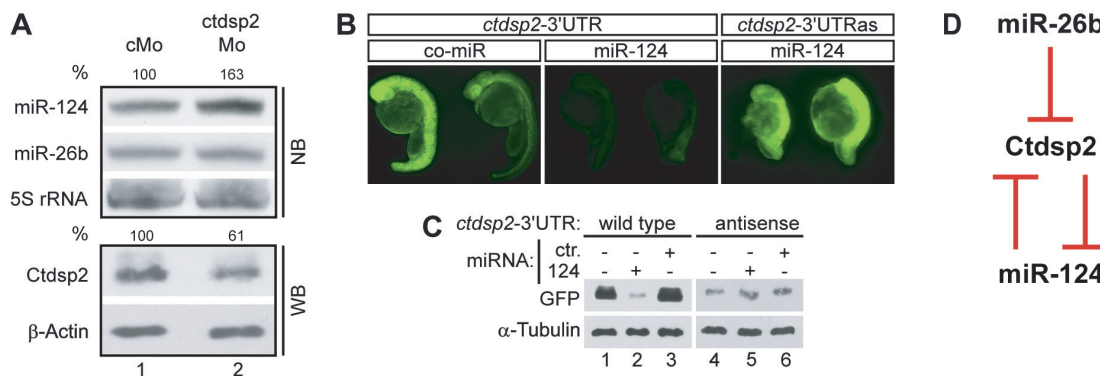 A
cMo
ctdsp2
Mo
% 100 163
miR-124
miR-26b
5S rRNA
NB
% 100 61
Ctdsp2
β-Actin
WB
1 2
B
ctdsp2-3'UTR ctdsp2-3'UTRas
co-miR miR-124 miR-124
C
ctdsp2-3'UTR: wild type antisense
miRNA:
ctr. - - + - - +
124 - + - - + -
GFP
α-Tubulin
1 2 3 4 5 6
D
miR-26b
Ctdsp2
miR-124